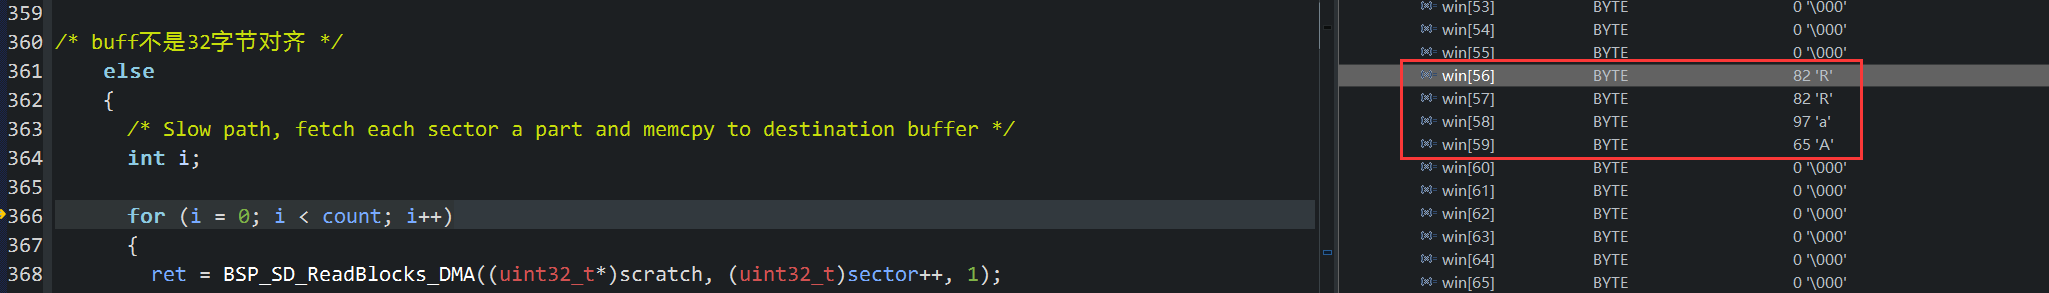 359
360 /* buff不是32字节对齐 */
361 else
362 {
363 /* Slow path, fetch each sector a part and memcpy to destination buffer */
364 int i;
365
366 for (i = 0; i < count; i++)
367 {
368 ret = BSP_SD_ReadBlocks_DMA((uint32_t*)scratch, (uint32_t)sector++, 1);
win[53] BYTE 0 '\000'
win[54] BYTE 0 '\000'
win[55] BYTE 0 '\000'
win[56] BYTE 82 'R'
win[57] BYTE 82 'R'
win[58] BYTE 97 'a'
win[59] BYTE 65 'A'
win[60] BYTE 0 '\000'
win[61] BYTE 0 '\000'
win[62] BYTE 0 '\000'
win[63] BYTE 0 '\000'
win[64] BYTE 0 '\000'
win[65] BYTE 0 '\000'